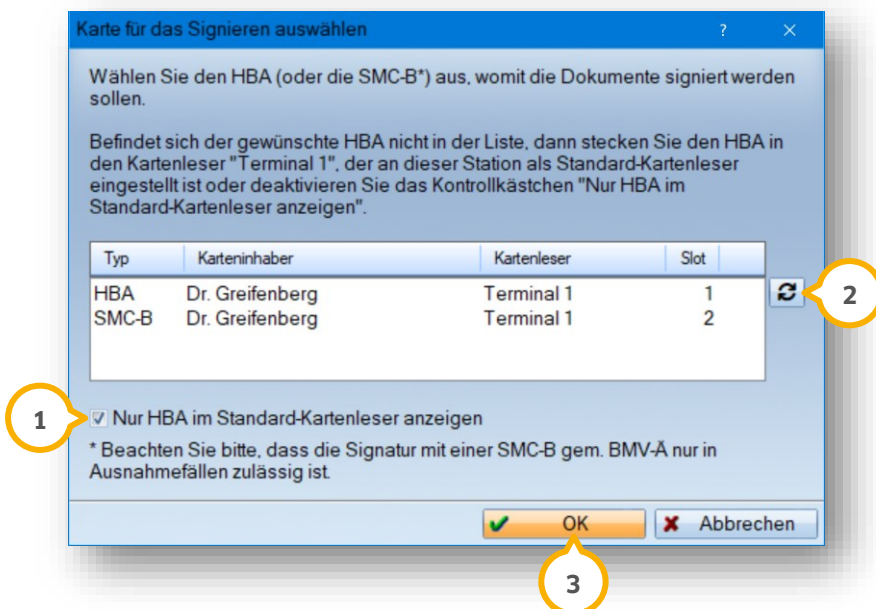 Karte für das Signieren auswählen ? ×
Wählen Sie den HBA (oder die SMC-B*) aus, womit die Dokumente signiert werden
sollen.
Befindet sich der gewünschte HBA nicht in der Liste, dann stecken Sie den HBA in
den Kartenleser "Terminal 1", der an dieser Station als Standard-Kartenleser
eingestellt ist oder deaktivieren Sie das Kontrollkästchen "Nur HBA im
Standard-Kartenleser anzeigen".
Typ Karteninhaber Kartenleser Slot
HBA Dr. Greifenberg Terminal 1 1
SMC-B Dr. Greifenberg Terminal 1 2
2
1
Nur HBA im Standard-Kartenleser anzeigen
* Beachten Sie bitte, dass die Signatur mit einer SMC-B gem. BMV-Ä nur in
Ausnahmefällen zulässig ist.
OK Abbrechen
3